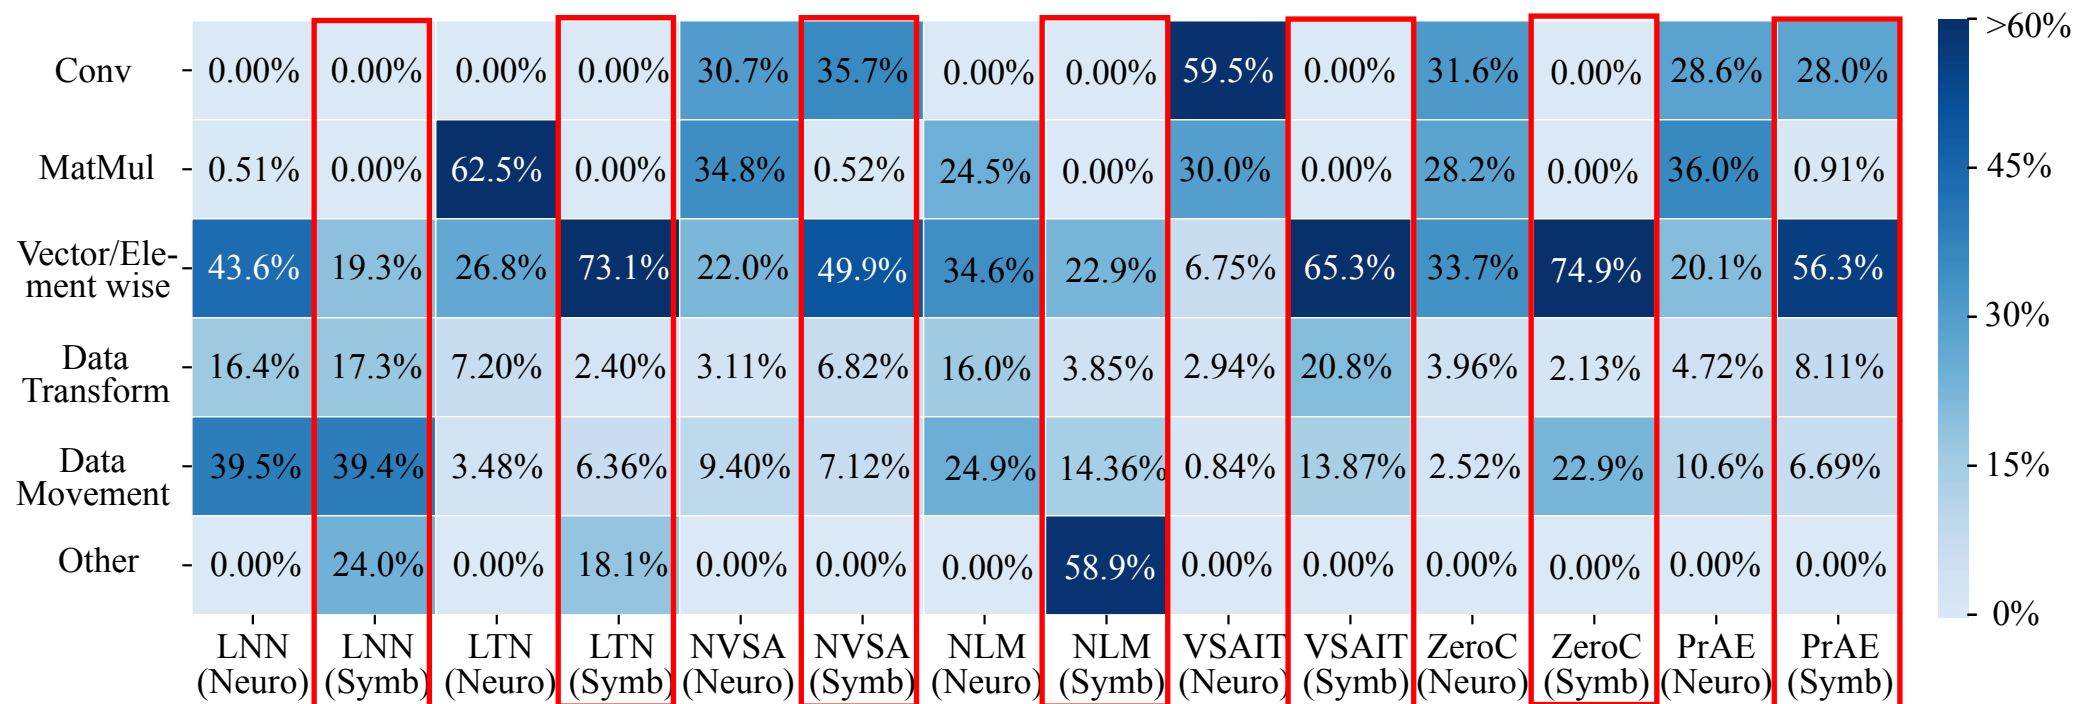 Conv 0.00% 0.00% 0.00% 0.00% 30.7% 35.7% 0.00% 0.00% 59.5% 0.00% 31.6% 0.00% 28.6% 28.0%
MatMul 0.51% 0.00% 62.5% 0.00% 34.8% 0.52% 24.5% 0.00% 30.0% 0.00% 28.2% 0.00% 36.0% 0.91%
Vector/Ele-
ment wise
43.6% 19.3% 26.8% 73.1% 22.0% 49.9% 34.6% 22.9% 6.75% 65.3% 33.7% 74.9% 20.1% 56.3%
Data
Transform
16.4% 17.3% 7.20% 2.40% 3.11% 6.82% 16.0% 3.85% 2.94% 20.8% 3.96% 2.13% 4.72% 8.11%
Data
Movement
39.5% 39.4% 3.48% 6.36% 9.40% 7.12% 24.9% 14.36% 0.84% 13.87% 2.52% 22.9% 10.6% 6.69%
Other 0.00% 24.0% 0.00% 18.1% 0.00% 0.00% 0.00% 58.9% 0.00% 0.00% 0.00% 0.00% 0.00% 0.00%
LNN LNN LTN LTN NVSA NVSA NLM NLM VSAIT VSAIT ZeroC ZeroC PrAE PrAE
(Neuro) (Symb) (Neuro) (Symb) (Neuro) (Symb) (Neuro) (Symb) (Neuro) (Symb) (Neuro) (Symb) (Neuro) (Symb)
>60%
45%
30%
15%
0%